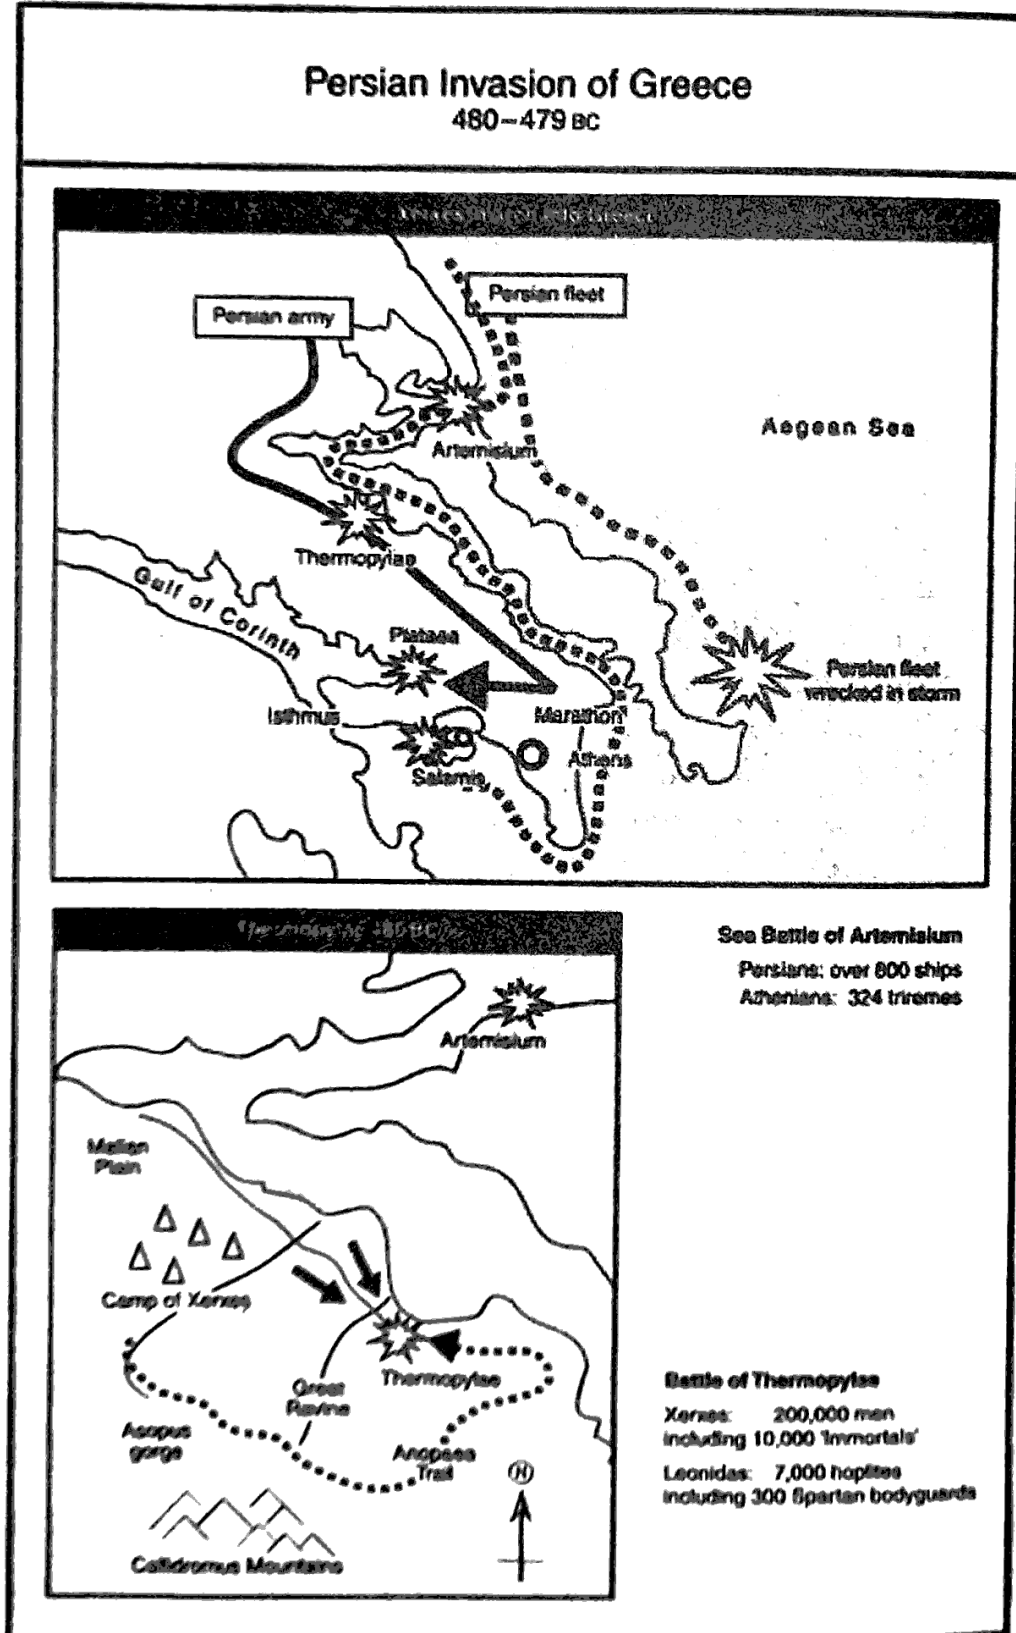 Persian Invasion of Greece
480–479 BC
Persian fleet
Persian army
Aegean Sea
Artemisium
Thermopylae
Gulf of Corinth
Plataea
Persian fleet
wrecked in storm
Isthmus
Marathon
Athens
Salamis
Thermopylae 480 BC
Sea Battle of Artemisium
Persians: over 800 ships
Athenians: 324 triremes
Artemisium
Malian
Plain
Camp of Xerxes
Thermopylae
Great
Ravine
Asopus
gorge
Anopaea
Trail
N
Callidromus Mountains
Battle of Thermopylae
Xerxes: 200,000 men
including 10,000 'Immortals'
Leonidas: 7,000 hoplites
including 300 Spartan bodyguards